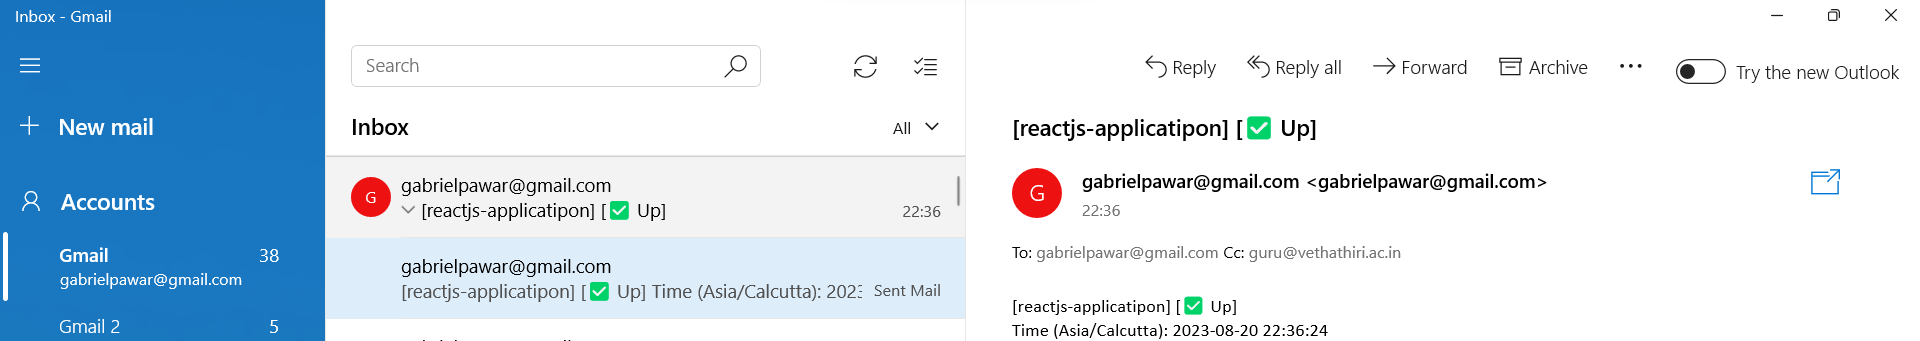 Inbox - Gmail
New mail
Accounts
Gmail 38
gabrielpawar@gmail.com
Gmail 2 5
Search
Inbox All
G
gabrielpawar@gmail.com
[reactjs-applicatipon] [✅ Up] 22:36
gabrielpawar@gmail.com
[reactjs-applicatipon] [✅ Up] Time (Asia/Calcutta): 2023 Sent Mail
Reply Reply all Forward Archive Try the new Outlook
[reactjs-applicatipon] [✅ Up]
G
gabrielpawar@gmail.com <gabrielpawar@gmail.com>
22:36
To: gabrielpawar@gmail.com Cc: guru@vethathiri.ac.in
[reactjs-applicatipon] [✅ Up]
Time (Asia/Calcutta): 2023-08-20 22:36:24